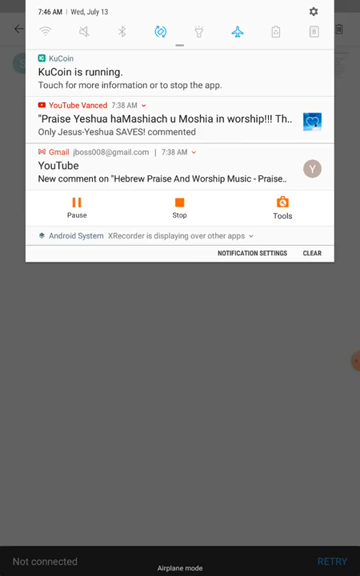 7:46 AM | Wed, July 13
KuCoin
KuCoin is running.
Touch for more information or to stop the app.
YouTube Vanced 7:38 AM
"Praise Yeshua haMashiach u Moshia in worship!!! Th..
Only Jesus-Yeshua SAVES! commented
Gmail jboss008@gmail.com | 7:38 AM
YouTube
New comment on "Hebrew Praise And Worship Music - Praise..
Y
Pause Stop Tools
Android System XRecorder is displaying over other apps
NOTIFICATION SETTINGS CLEAR
Not connected RETRY
Airplane mode